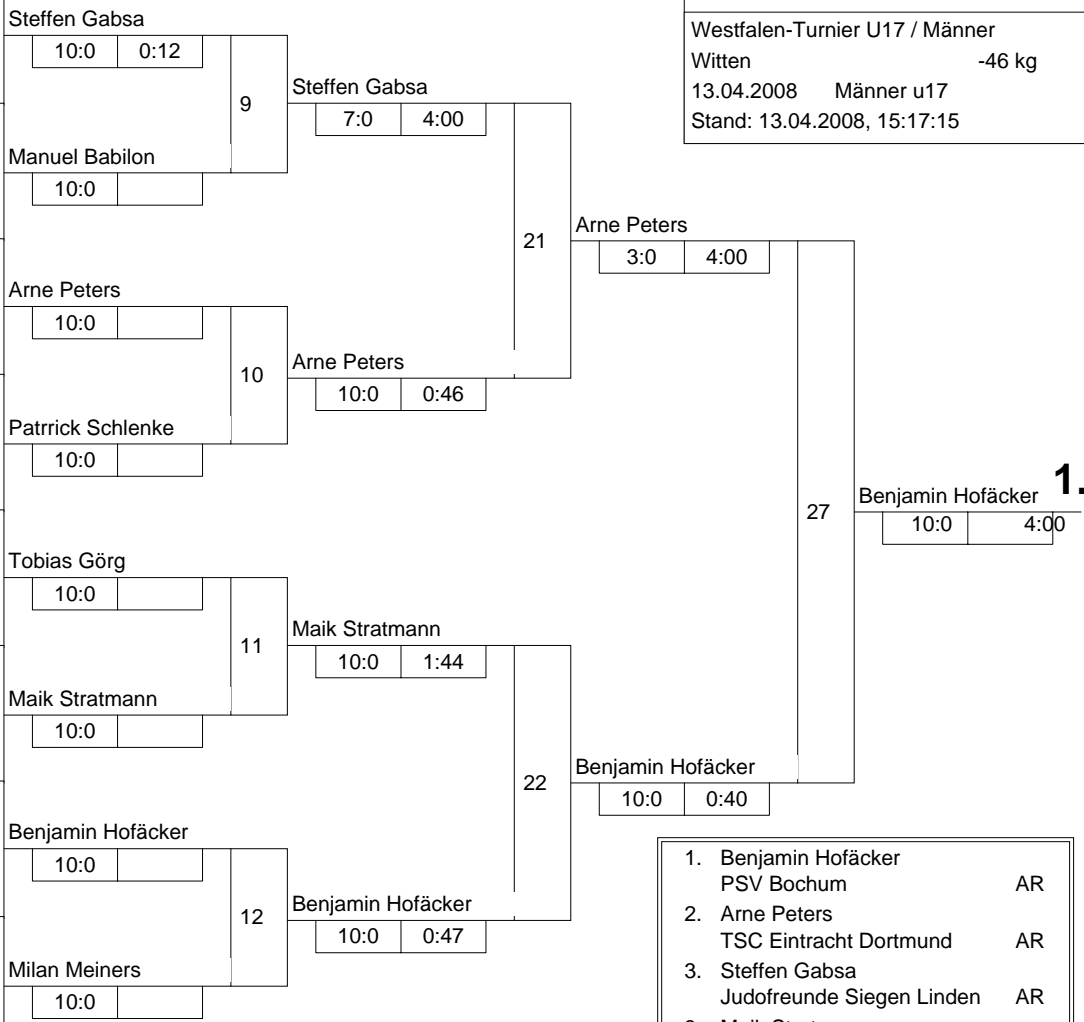 Westfalen-Turnier U17 / Männer
Witten -46 kg
13.04.2008 Männer u17
Stand: 13.04.2008, 15:17:15
Steffen Gabsa
10:0 0:12
9
Manuel Babilon
10:0
Arne Peters
10:0
10
Patrrick Schlenke
10:0
Tobias Görg
10:0
11
Maik Stratmann
10:0
Benjamin Hofäcker
10:0
12
Milan Meiners
10:0
Steffen Gabsa
7:0 4:00
21
Arne Peters
10:0 0:46
Maik Stratmann
10:0 1:44
22
Benjamin Hofäcker
10:0 0:47
Arne Peters
3:0 4:00
27
Benjamin Hofäcker
10:0 0:40
Benjamin Hofäcker 1.
10:0 4:00
1. Benjamin Hofäcker
PSV Bochum AR
2. Arne Peters
TSC Eintracht Dortmund AR
3. Steffen Gabsa
Judofreunde Siegen Linden AR